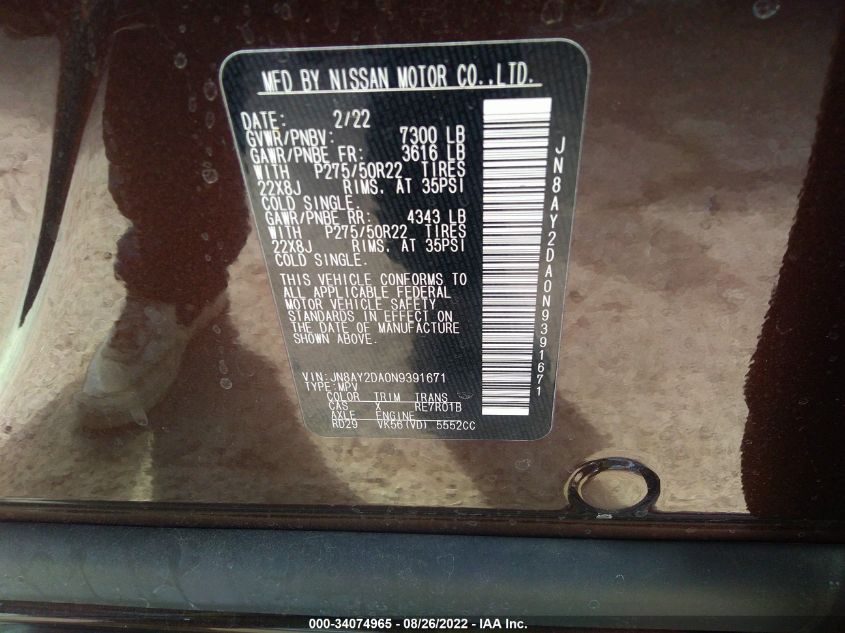 MFD BY NISSAN MOTOR CO.,LTD.
DATE: 2/22
GVWR/PNBV: 7300 LB
GAWR/PNBE FR: 3616 LB
WITH P275/50R22 TIRES
22X8J RIMS. AT 35PSI
COLD SINGLE.
GAWR/PNBE RR: 4343 LB
WITH P275/50R22 TIRES
22X8J RIMS. AT 35PSI
COLD SINGLE.
THIS VEHICLE CONFORMS TO
ALL APPLICABLE FEDERAL
MOTOR VEHICLE SAFETY
STANDARDS IN EFFECT ON
THE DATE OF MANUFACTURE
SHOWN ABOVE.
VIN: JN8AY2DA0N9391671
TYPE: MPV
COLOR TRIM TRANS
CAS X RE7R01B
AXLE ENGINE
RD29 VK56(VD) 5552CC
JN8AY2DA0N9391671
000-34074965 - 08/26/2022 - IAA Inc.